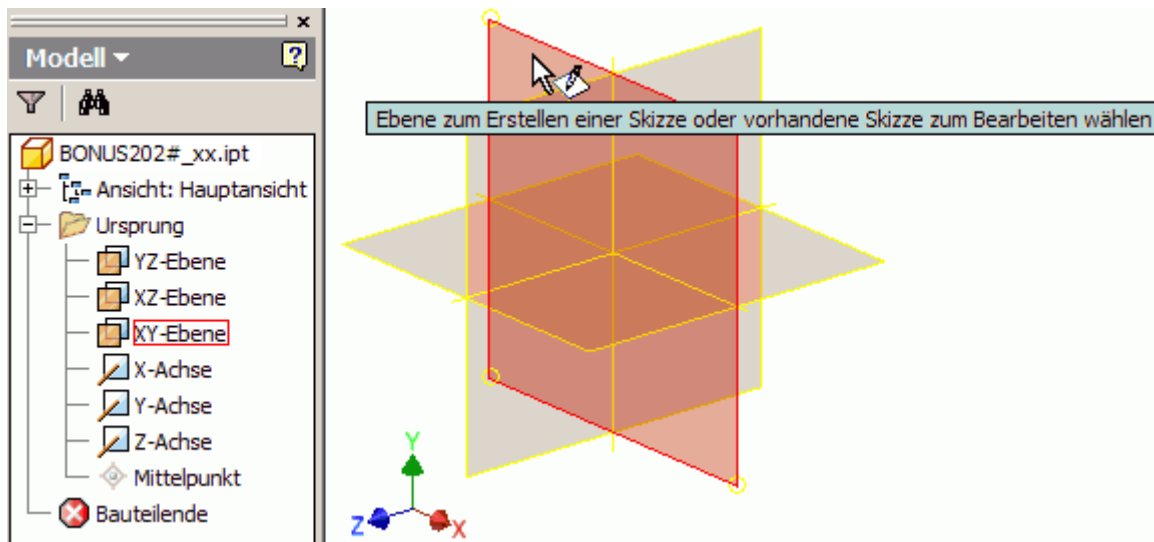 Modell
Ebene zum Erstellen einer Skizze oder vorhandene Skizze zum Bearbeiten wählen
BONUS202#_xx.ipt
Ansicht: Hauptansicht
Ursprung
YZ-Ebene
XZ-Ebene
XY-Ebene
X-Achse
Y-Achse
Z-Achse
Mittelpunkt
Bauteilende
Y
Z
X